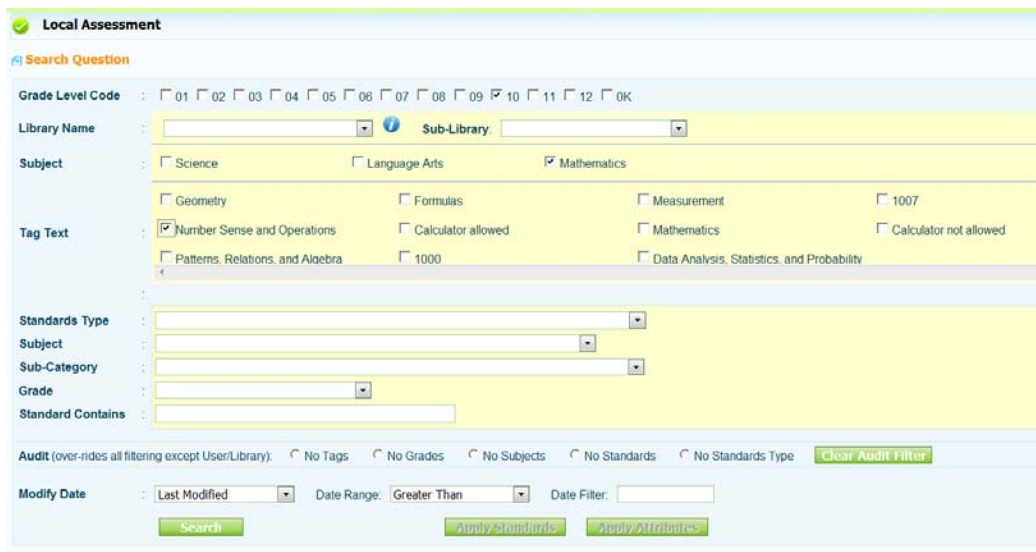 Local Assessment
Search Question
Grade Level Code : 01 02 03 04 05 06 07 08 09 10 11 12 0K
Library Name : Sub-Library:
Subject : Science Language Arts Mathematics
Geometry Formulas Measurement 1007
Tag Text : Number Sense and Operations Calculator allowed Mathematics Calculator not allowed
Patterns, Relations, and Algebra 1000 Data Analysis, Statistics, and Probability
:
Standards Type :
Subject :
Sub-Category :
Grade :
Standard Contains :
Audit (over-rides all filtering except User/Library): No Tags No Grades No Subjects No Standards No Standards Type Clear Audit Filter
Modify Date : Last Modified Date Range: Greater Than Date Filter:
Search Apply Standards Apply Attributes